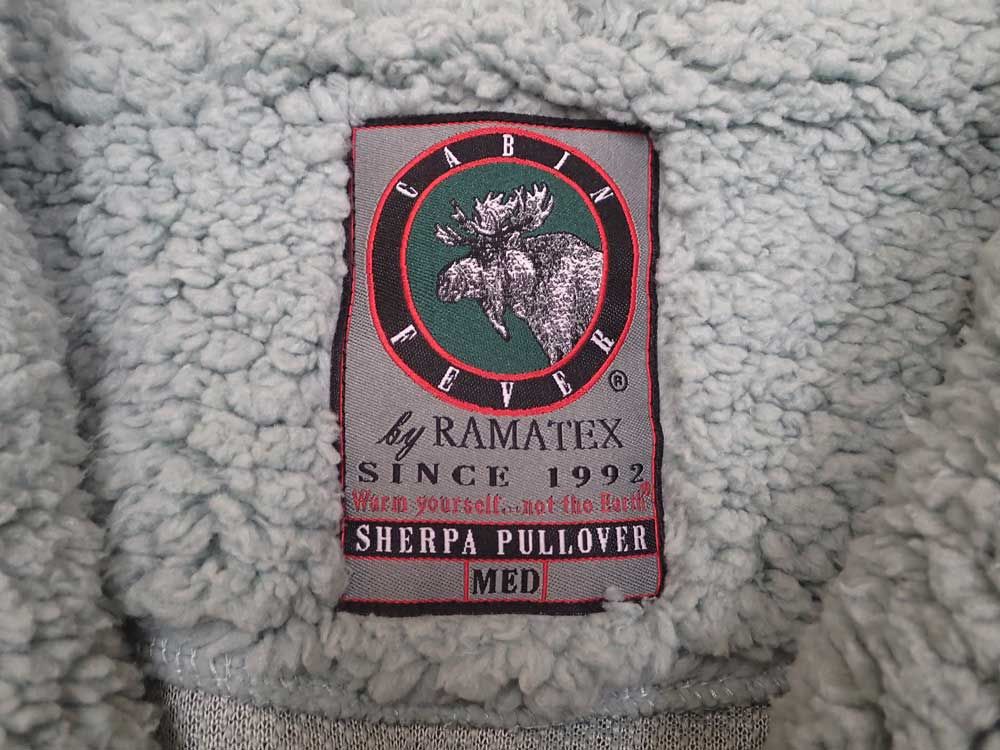 CABIN
FEVER ®
by RAMATEX
SINCE 1992
Warm yourself...not the Earth®
SHERPA PULLOVER
MED